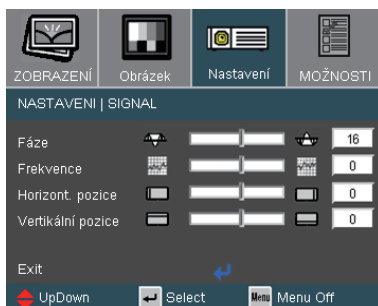 ZOBRAZENÍ Obrázek Nastavení MOŽNOSTI
NASTAVENI | SIGNAL
Fáze 16
Frekvence 0
Horizont. pozice 0
Vertikální pozice 0
Exit
UpDown Select Menu Menu Off